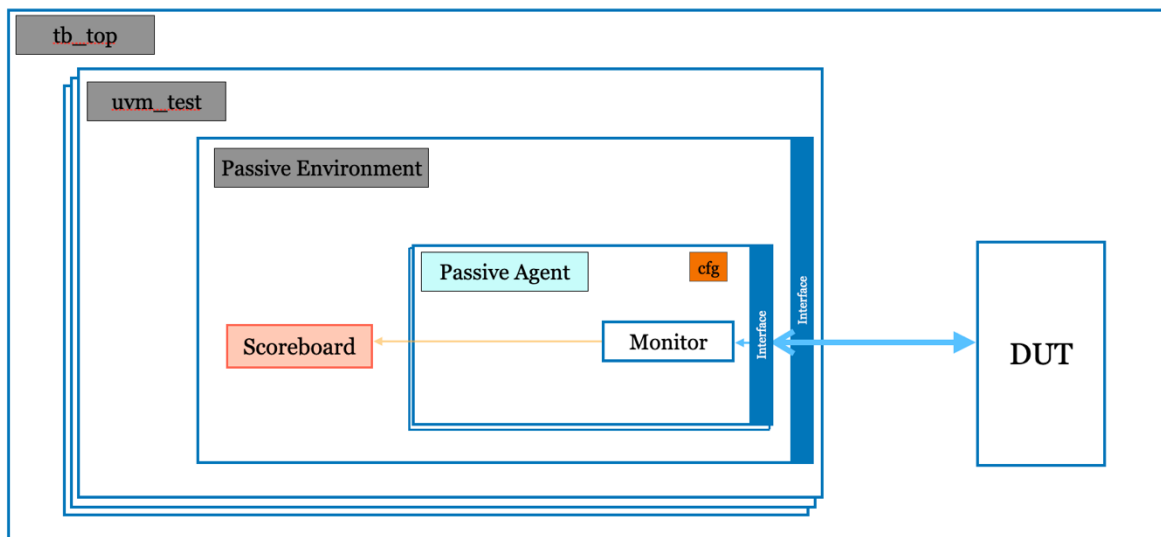 tb_top
uvm_test
Passive Environment
Passive Agent
cfg
Interface
Interface
Scoreboard
Monitor
DUT